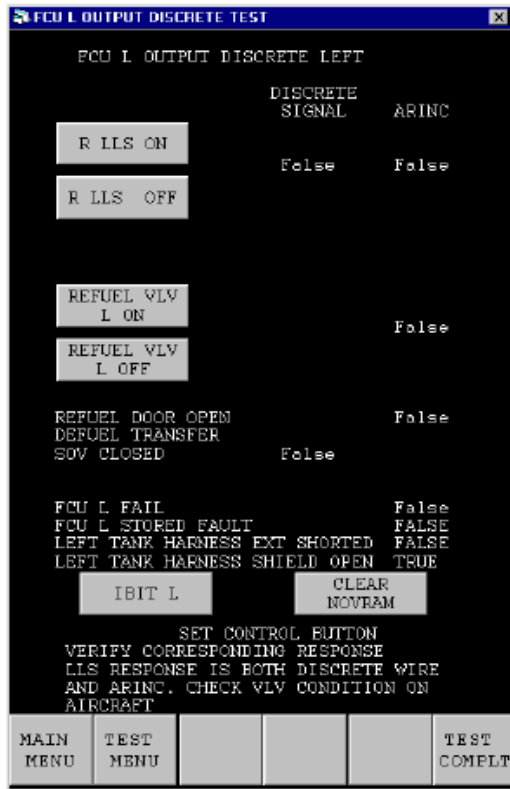 FCU L OUTPUT DISCRETE TEST
FCU L OUTPUT DISCRETE LEFT
DISCRETE
SIGNAL ARINC
R LLS ON
False False
R LLS OFF
REFUEL VLV
L ON
False
REFUEL VLV
L OFF
REFUEL DOOR OPEN False
DEFUEL TRANSFER
SOV CLOSED False
FCU L FAIL False
FCU L STORED FAULT FALSE
LEFT TANK HARNESS EXT SHORTED FALSE
LEFT TANK HARNESS SHIELD OPEN TRUE
IBIT L
CLEAR
NOVRAM
SET CONTROL BUTTON
VERIFY CORRESPONDING RESPONSE
LLS RESPONSE IS BOTH DISCRETE WIRE
AND ARINC. CHECK VLV CONDITION ON
AIRCRAFT
MAIN
MENU
TEST
MENU
TEST
COMPLT